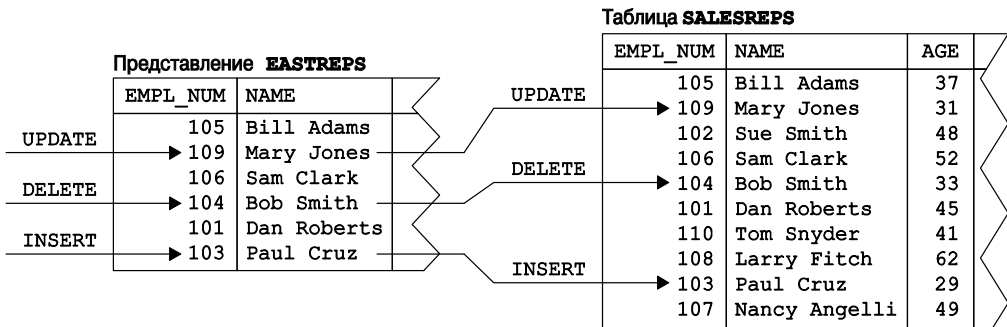 Таблица SALESREPS
EMPL_NUM NAME AGE
105 Bill Adams 37
109 Mary Jones 31
102 Sue Smith 48
106 Sam Clark 52
104 Bob Smith 33
101 Dan Roberts 45
110 Tom Snyder 41
108 Larry Fitch 62
103 Paul Cruz 29
107 Nancy Angelli 49
Представление EASTREPS
EMPL_NUM NAME
105 Bill Adams
109 Mary Jones
106 Sam Clark
104 Bob Smith
101 Dan Roberts
103 Paul Cruz
UPDATE
DELETE
INSERT
UPDATE
DELETE
INSERT